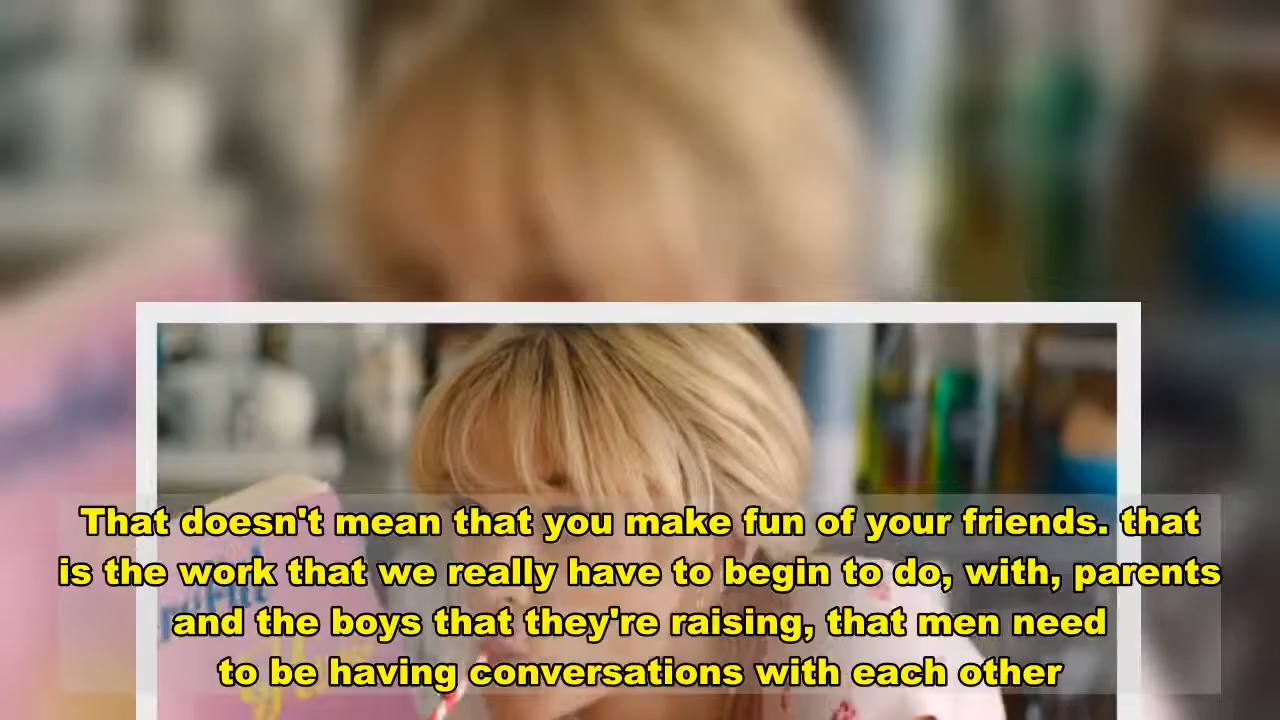 That doesn't mean that you make fun of your friends. that
is the work that we really have to begin to do, with, parents
and the boys that they're raising, that men need
to be having conversations with each other